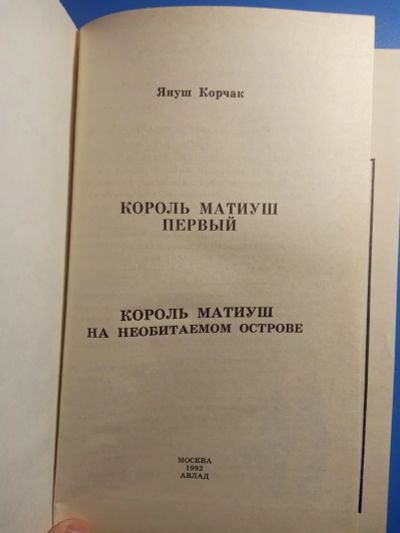 Януш Корчак
КОРОЛЬ МАТИУШ
ПЕРВЫЙ
КОРОЛЬ МАТИУШ
НА НЕОБИТАЕМОМ ОСТРОВЕ
МОСКВА
1992
АВЛАД